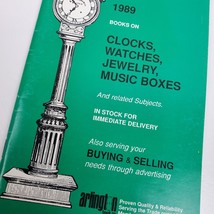 1989
BOOKS ON
CLOCKS,
WATCHES,
JEWELRY,
MUSIC BOXES
And related Subjects.
IN STOCK FOR
IMMEDIATE DELIVERY
Also serving your
BUYING & SELLING
needs through advertising
Proven Quality & Reliability
Serving the Trade